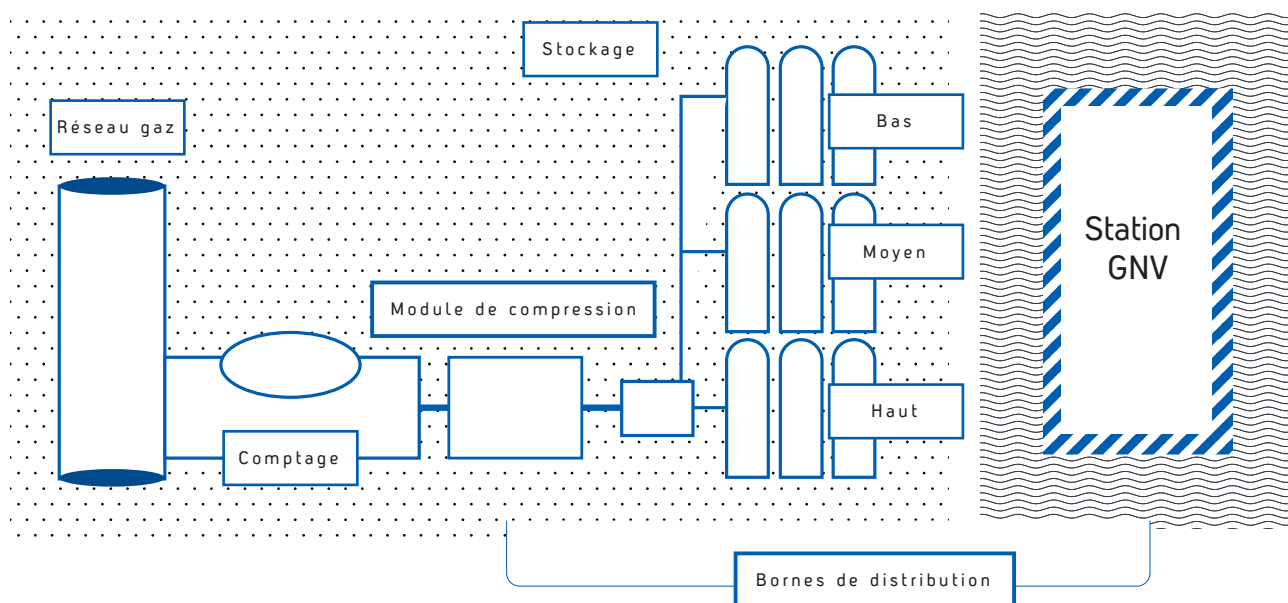 Stockage
Réseau gaz
Bas
Moyen
Module de compression
Haut
Comptage
Station
GNV
Bornes de distribution